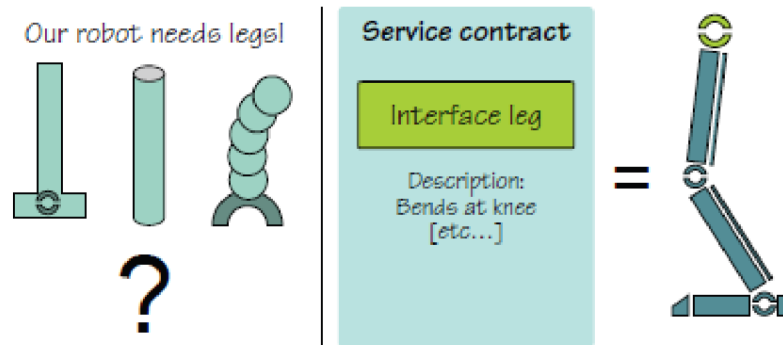 Our robot needs legs!
?
Service contract
Interface leg
Description:
Bends at knee
[etc...]
=